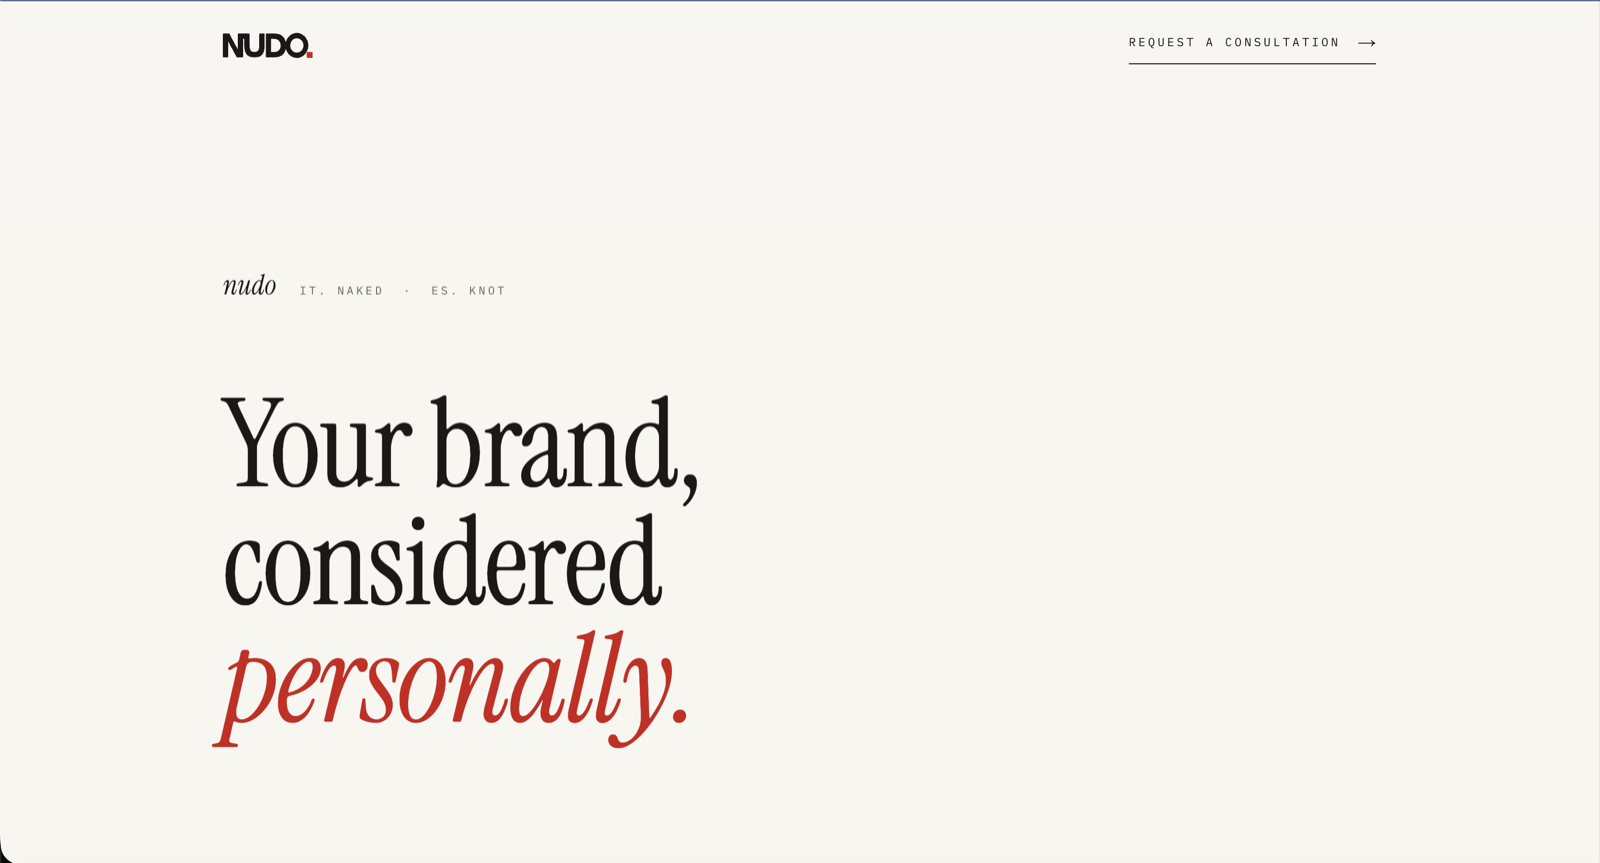 NUDO.
REQUEST A CONSULTATION →
nudo IT. NAKED · ES. KNOT
Your brand,
considered
personally.